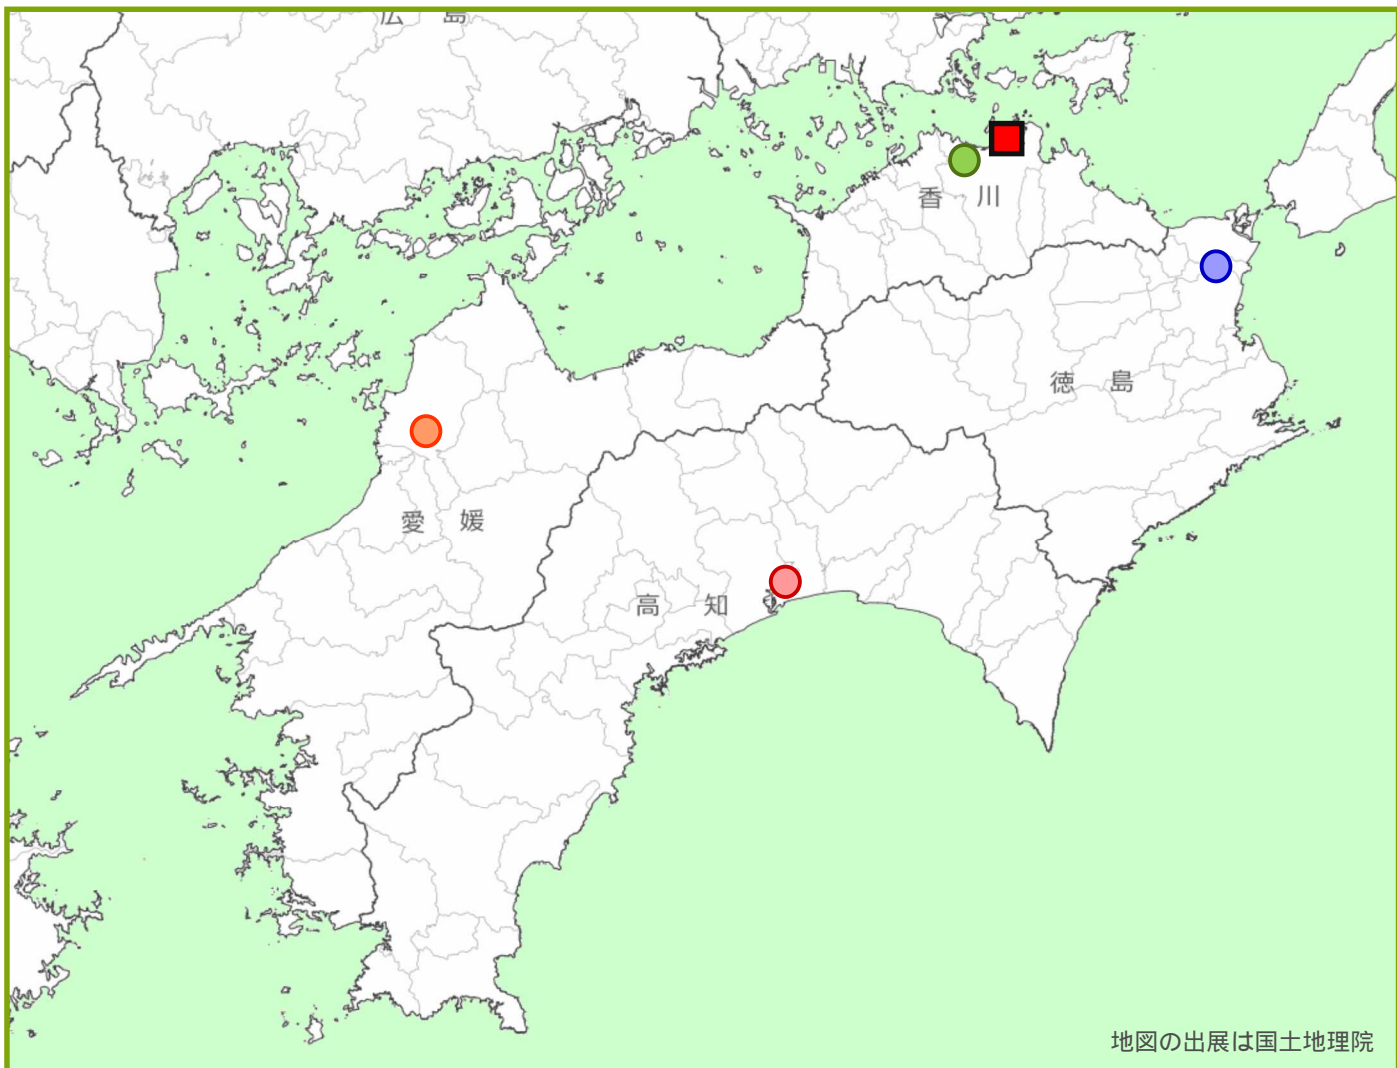 広 島
香 川
徳 島
愛 媛
高 知
地図の出展は国土地理院